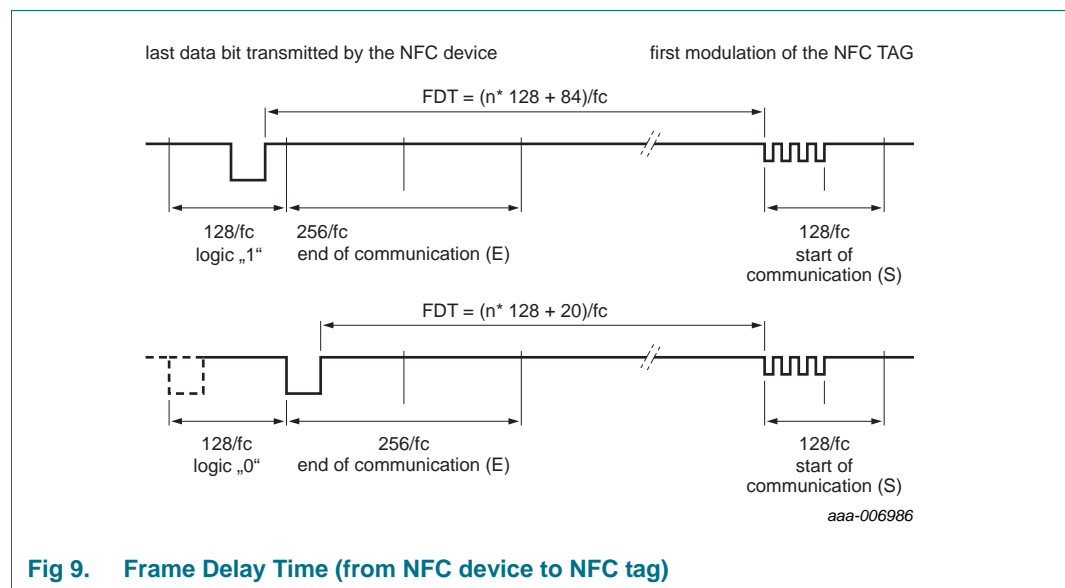 last data bit transmitted by the NFC device first modulation of the NFC TAG
FDT = (n* 128 + 84)/fc
128/fc 256/fc 128/fc
logic „1“ end of communication (E) start of
communication (S)
FDT = (n* 128 + 20)/fc
128/fc 256/fc 128/fc
logic „0“ end of communication (E) start of
communication (S)
aaa-006986
Fig 9. Frame Delay Time (from NFC device to NFC tag)